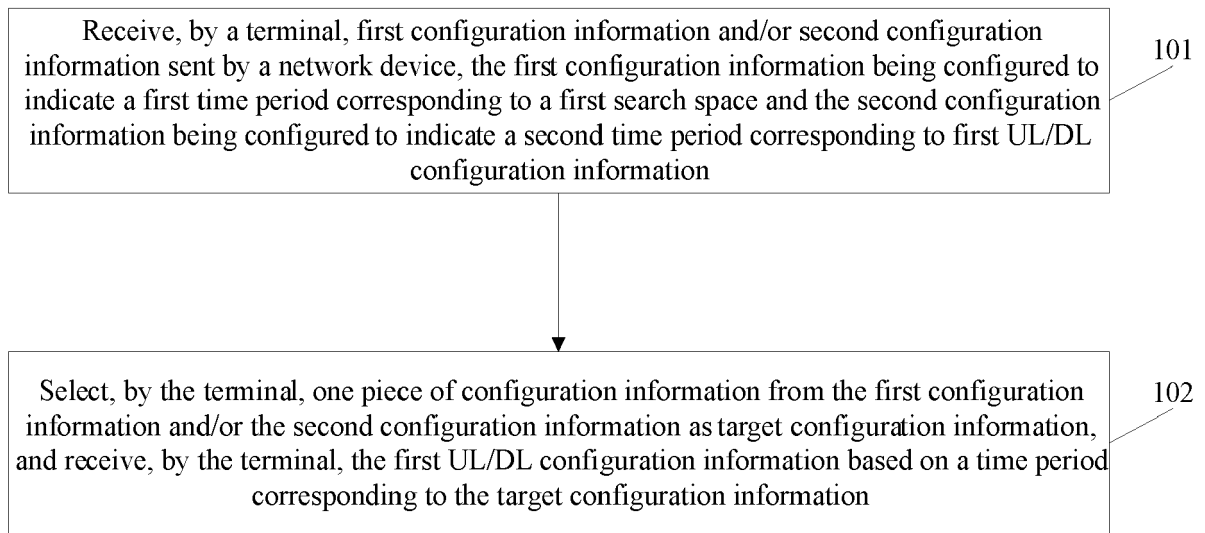 Receive, by a terminal, first configuration information and/or second configuration
information sent by a network device, the first configuration information being configured to
indicate a first time period corresponding to a first search space and the second configuration
information being configured to indicate a second time period corresponding to first UL/DL
configuration information
101
Select, by the terminal, one piece of configuration information from the first configuration
information and/or the second configuration information as target configuration information,
and receive, by the terminal, the first UL/DL configuration information based on a time period
corresponding to the target configuration information
102